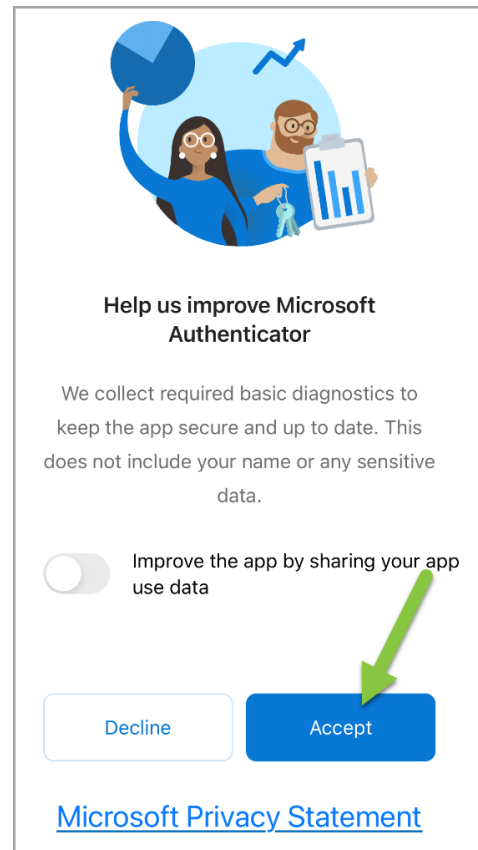 Help us improve Microsoft
Authenticator
We collect required basic diagnostics to
keep the app secure and up to date. This
does not include your name or any sensitive
data.
Improve the app by sharing your app
use data
Decline
Accept
Microsoft Privacy Statement